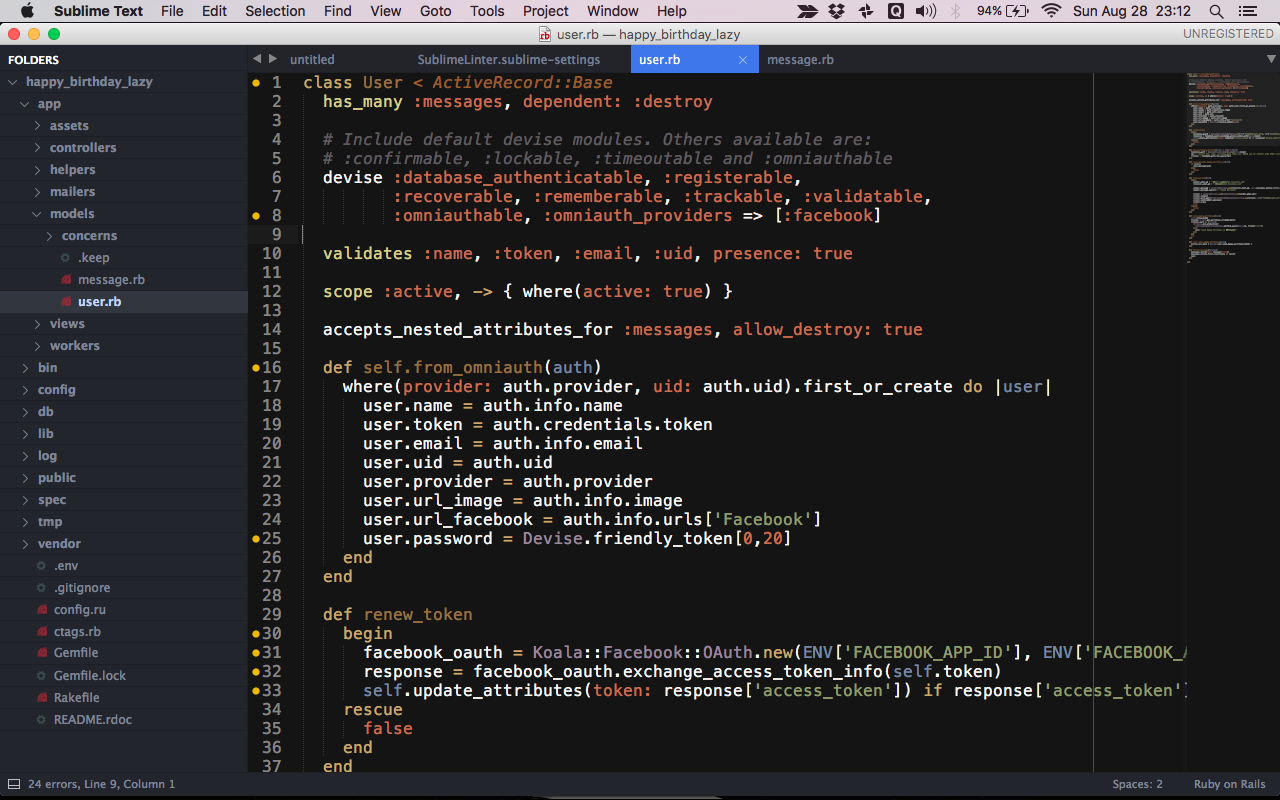 Sublime Text File Edit Selection Find View Goto Tools Project Window Help 94% Sun Aug 28 23:12
user.rb — happy_birthday_lazy UNREGISTERED
FOLDERS
happy_birthday_lazy
app
assets
controllers
helpers
mailers
models
concerns
.keep
message.rb
user.rb
views
workers
bin
config
db
lib
log
public
spec
tmp
vendor
.env
.gitignore
config.ru
ctags.rb
Gemfile
Gemfile.lock
Rakefile
README.rdoc
untitled SublimeLinter.sublime-settings user.rb message.rb
1 class User < ActiveRecord::Base
2   has_many :messages, dependent: :destroy
3
4   # Include default devise modules. Others available are:
5   # :confirmable, :lockable, :timeoutable and :omniauthable
6   devise :database_authenticatable, :registerable,
7          :recoverable, :rememberable, :trackable, :validatable,
8          :omniauthable, :omniauth_providers => [:facebook]
9
10   validates :name, :token, :email, :uid, presence: true
11
12   scope :active, -> { where(active: true) }
13
14   accepts_nested_attributes_for :messages, allow_destroy: true
15
16   def self.from_omniauth(auth)
17     where(provider: auth.provider, uid: auth.uid).first_or_create do |user|
18       user.name = auth.info.name
19       user.token = auth.credentials.token
20       user.email = auth.info.email
21       user.uid = auth.uid
22       user.provider = auth.provider
23       user.url_image = auth.info.image
24       user.url_facebook = auth.info.urls['Facebook']
25       user.password = Devise.friendly_token[0,20]
26     end
27   end
28
29   def renew_token
30     begin
31       facebook_oauth = Koala::Facebook::OAuth.new(ENV['FACEBOOK_APP_ID'], ENV['FACEBOOK_A
32       response = facebook_oauth.exchange_access_token_info(self.token)
33       self.update_attributes(token: response['access_token']) if response['access_token']
34     rescue
35       false
36     end
37   end
24 errors, Line 9, Column 1 Spaces: 2 Ruby on Rails